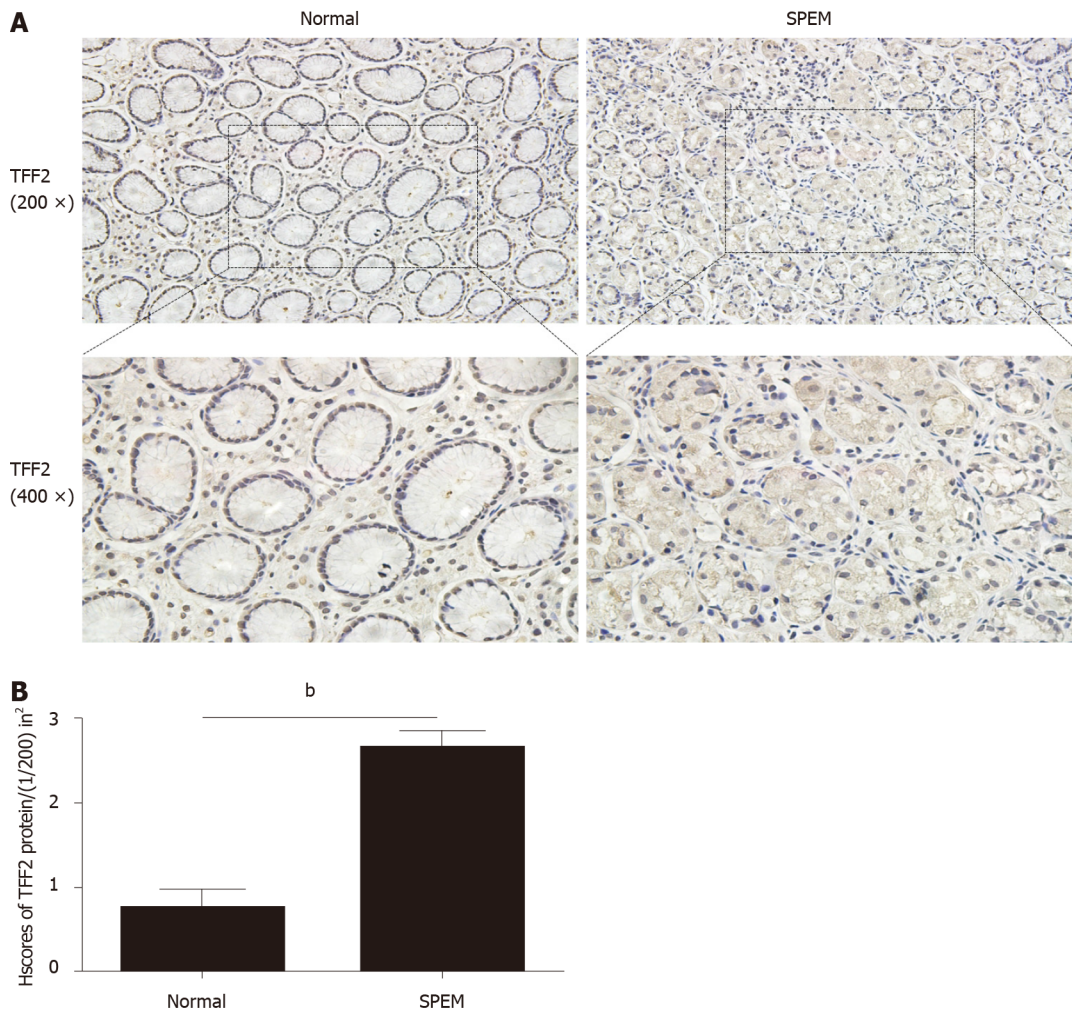 A
Normal
SPEM
TFF2
(200 ×)
TFF2
(400 ×)
B
b
Hscores of TFF2 protein/(1/200) in²
3
2
1
0
Normal
SPEM